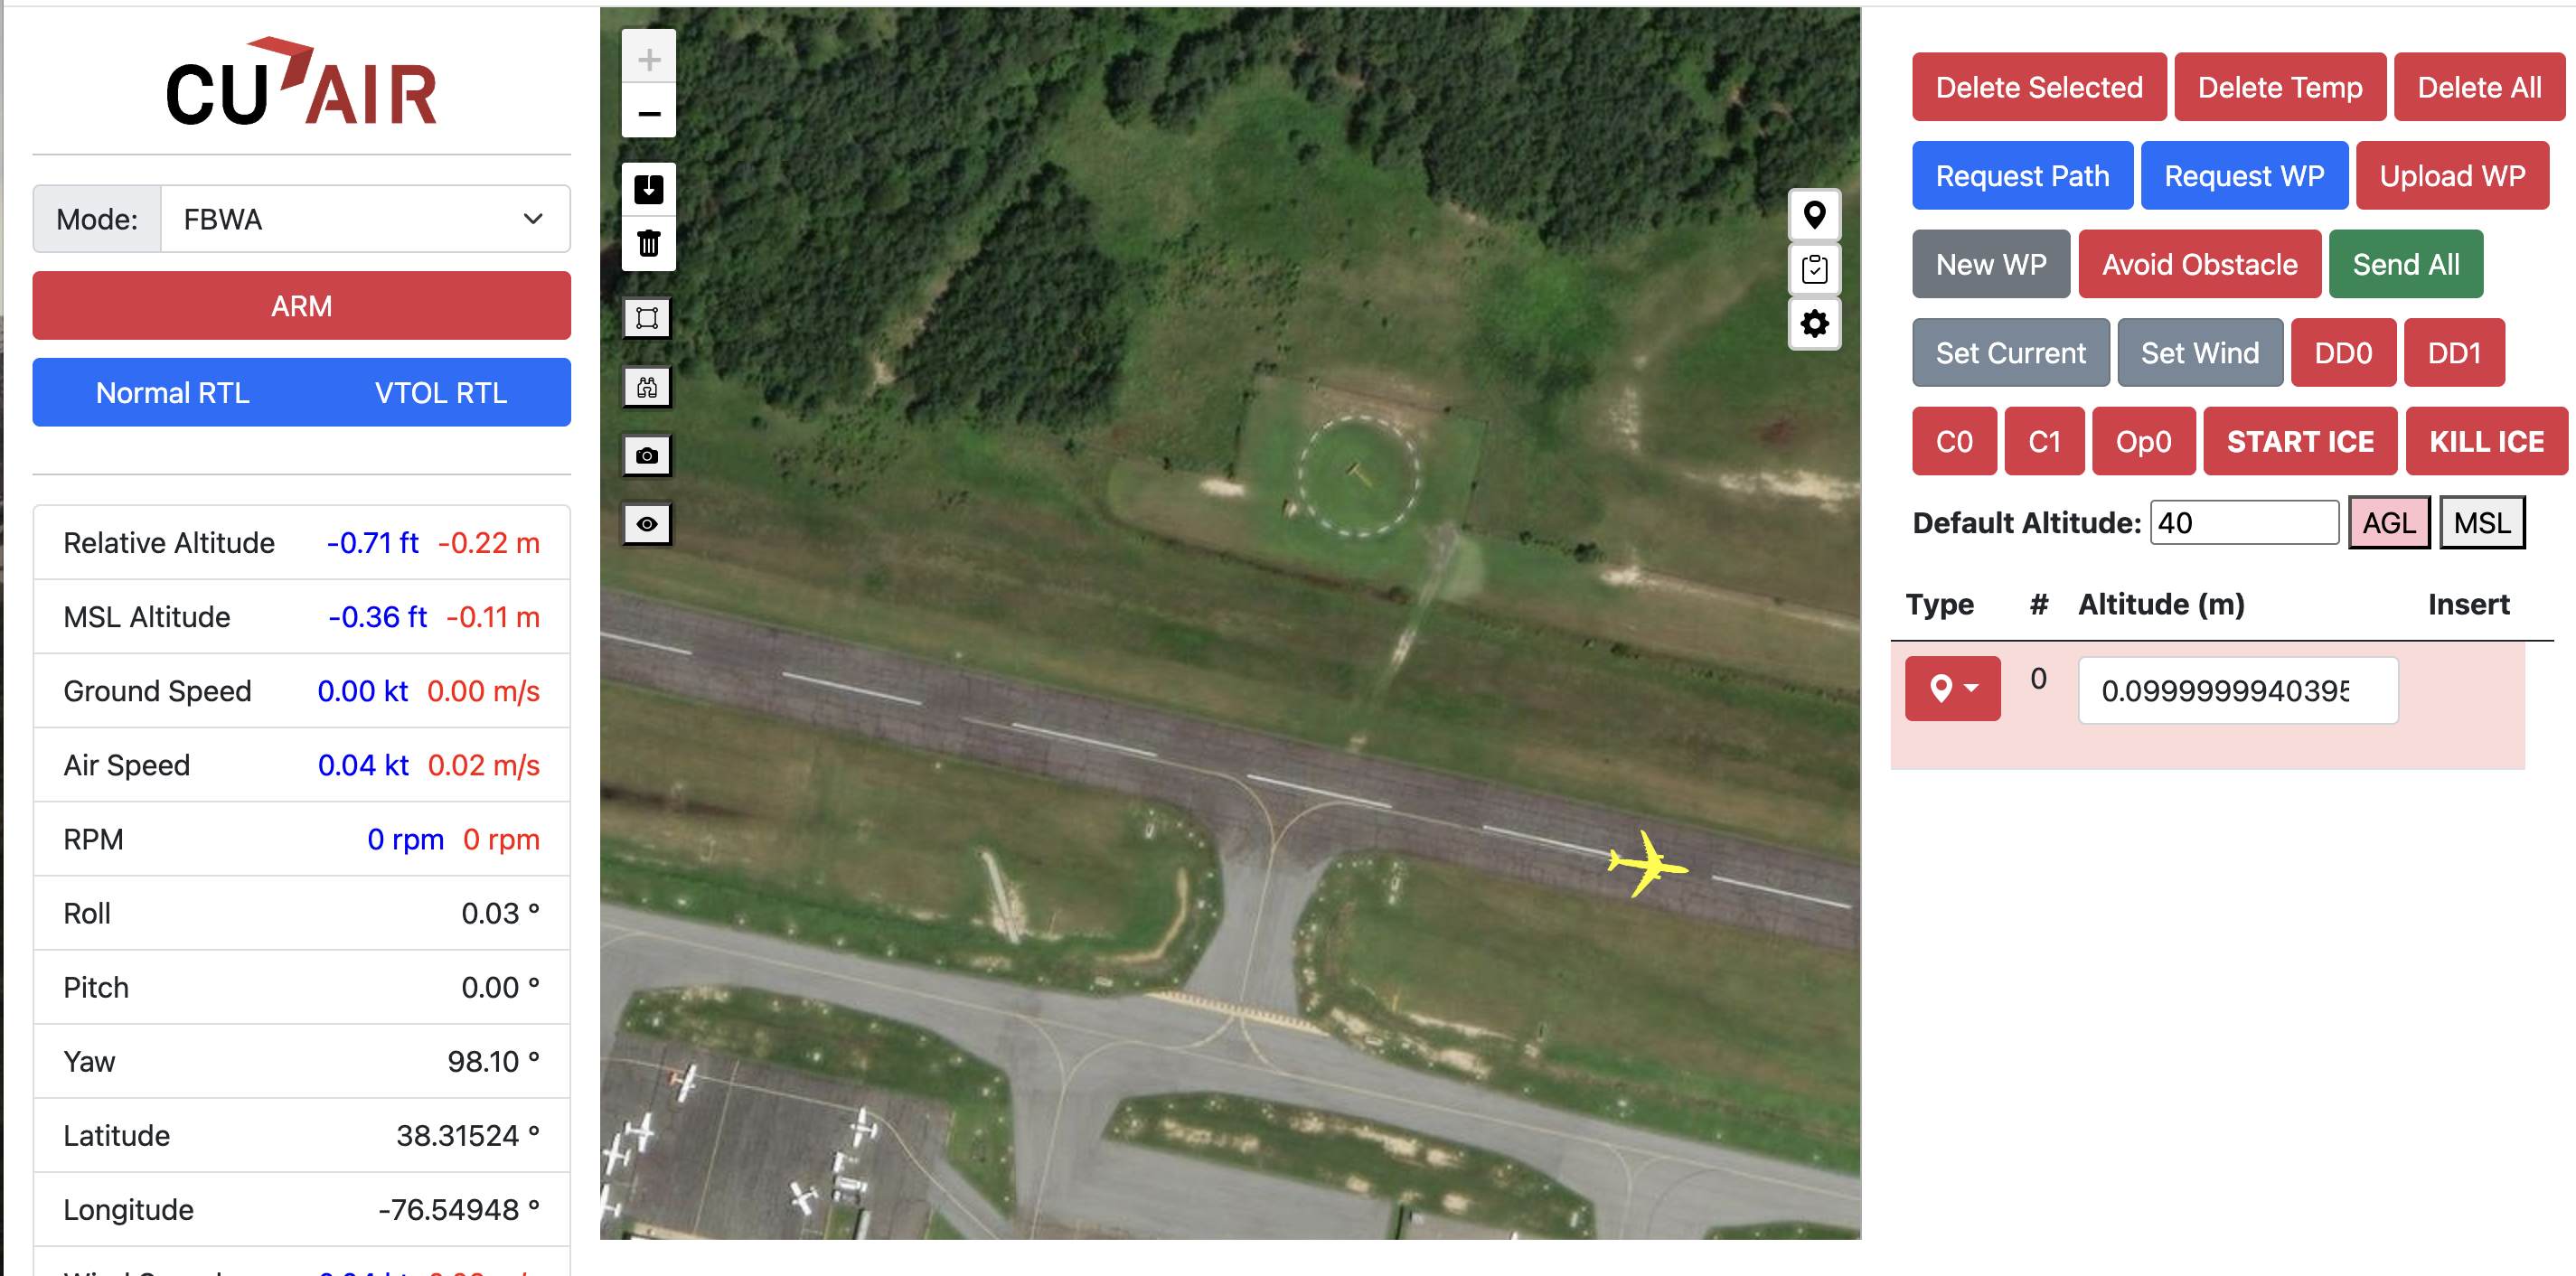 CUAIR
Mode: FBWA
ARM
Normal RTL VTOL RTL
Relative Altitude -0.71 ft -0.22 m
MSL Altitude -0.36 ft -0.11 m
Ground Speed 0.00 kt 0.00 m/s
Air Speed 0.04 kt 0.02 m/s
RPM 0 rpm 0 rpm
Roll 0.03 °
Pitch 0.00 °
Yaw 98.10 °
Latitude 38.31524 °
Longitude -76.54948 °
+
−
Delete Selected Delete Temp Delete All
Request Path Request WP Upload WP
New WP Avoid Obstacle Send All
Set Current Set Wind DD0 DD1
C0 C1 Op0 START ICE KILL ICE
Default Altitude: 40 AGL MSL
Type # Altitude (m) Insert
0 0.099999994039